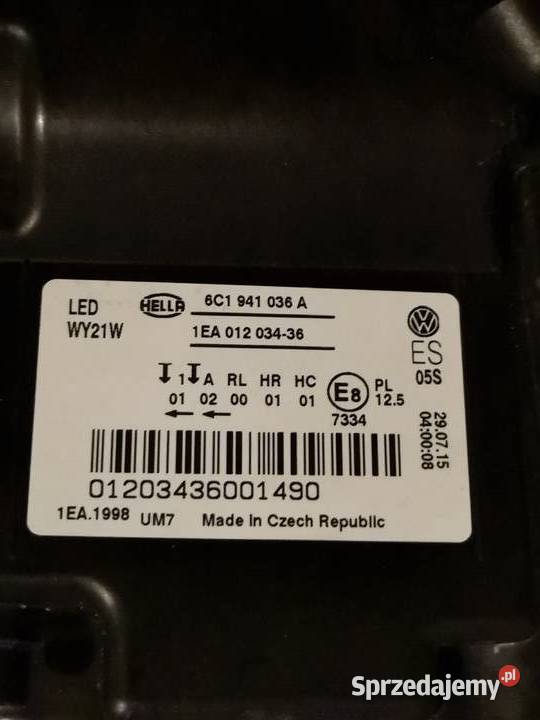 LED
WY21W
HELLA
6C1 941 036 A
1EA 012 034-36
VW
ES
05S
1 A RL HR HC
01 02 00 01 01
E8
7334
PL
12.5
29.07.15
04:00:08
01203436001490
1EA.1998 UM7 Made in Czech Republic
Sprzedajemy.pl